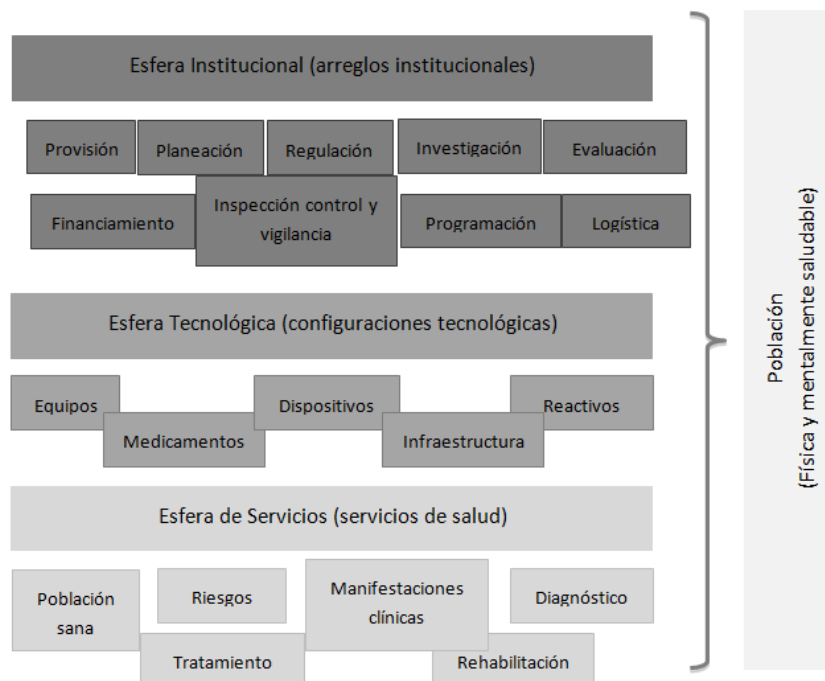 Esfera Institucional (arreglos institucionales)
Provisión
Planeación
Regulación
Investigación
Evaluación
Financiamiento
Inspección control y
vigilancia
Programación
Logística
Esfera Tecnológica (configuraciones tecnológicas)
Equipos
Medicamentos
Dispositivos
Infraestructura
Reactivos
Esfera de Servicios (servicios de salud)
Población
sana
Riesgos
Manifestaciones
clínicas
Diagnóstico
Tratamiento
Rehabilitación
Población
(Física y mentalmente saludable)